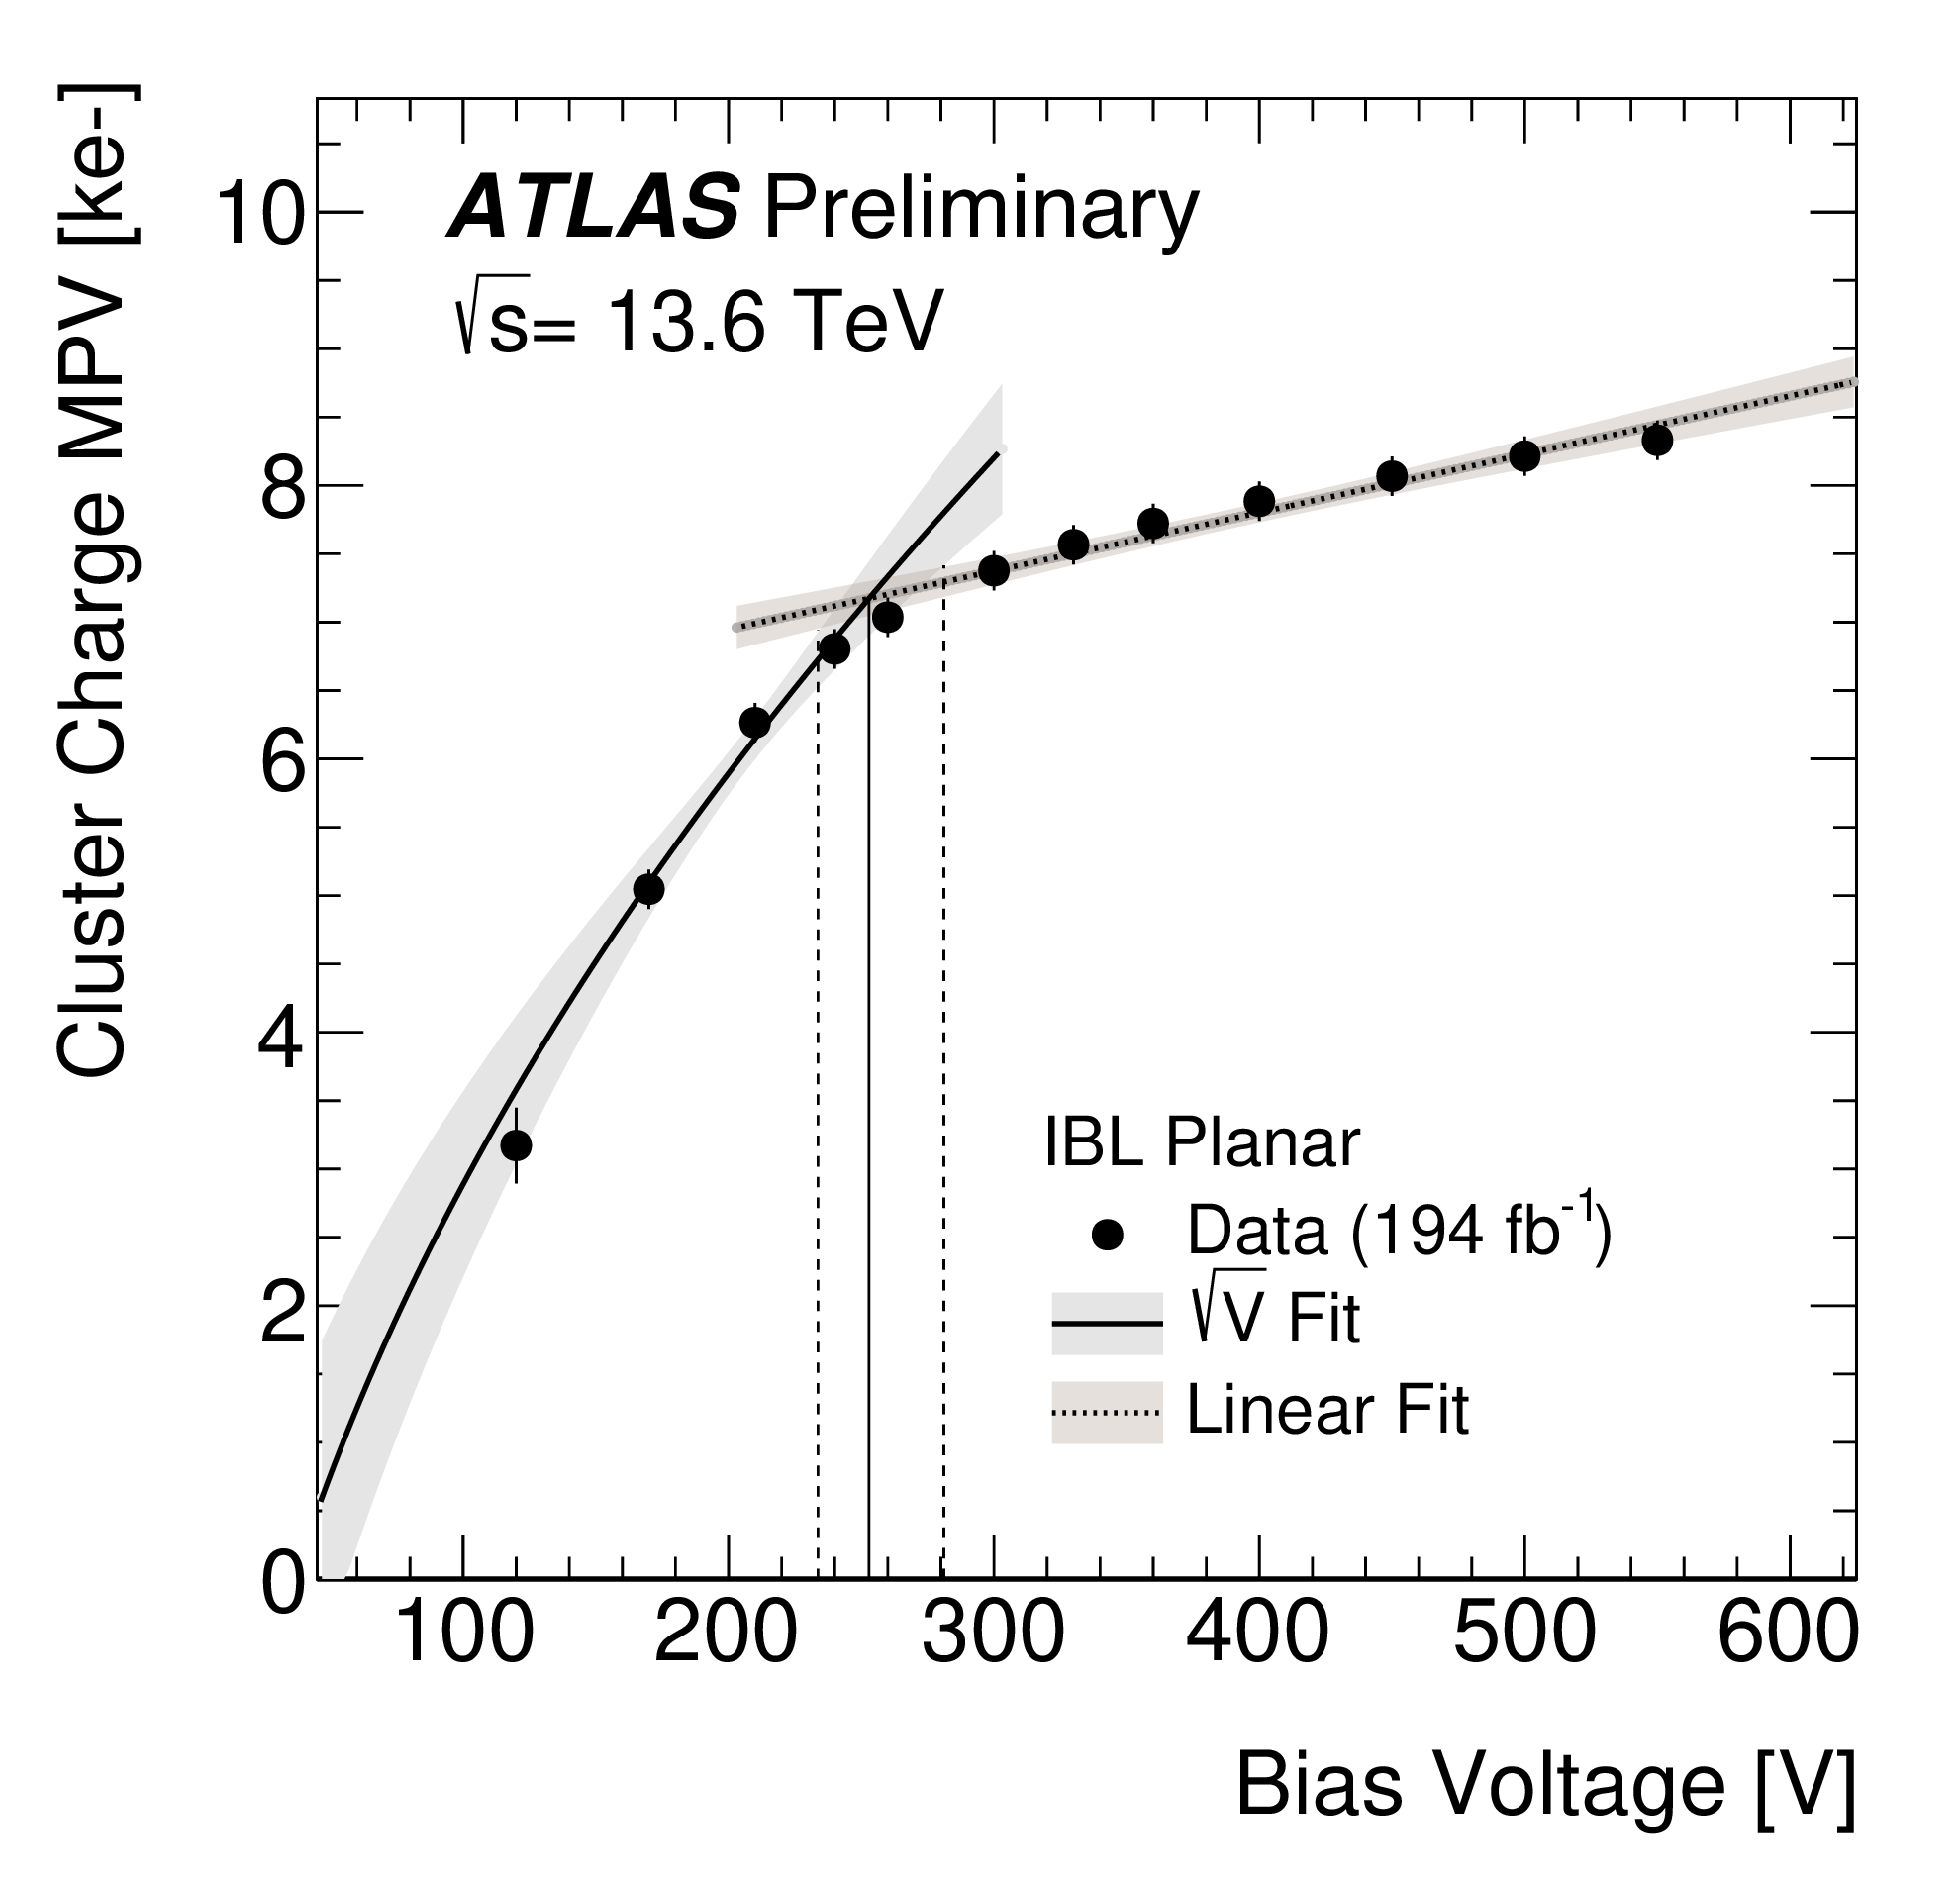 Cluster Charge MPV [ke-]
10
8
6
4
2
0
ATLAS Preliminary
√s= 13.6 TeV
IBL Planar
Data (194 fb-1)
√V Fit
Linear Fit
100 200 300 400 500 600
Bias Voltage [V]